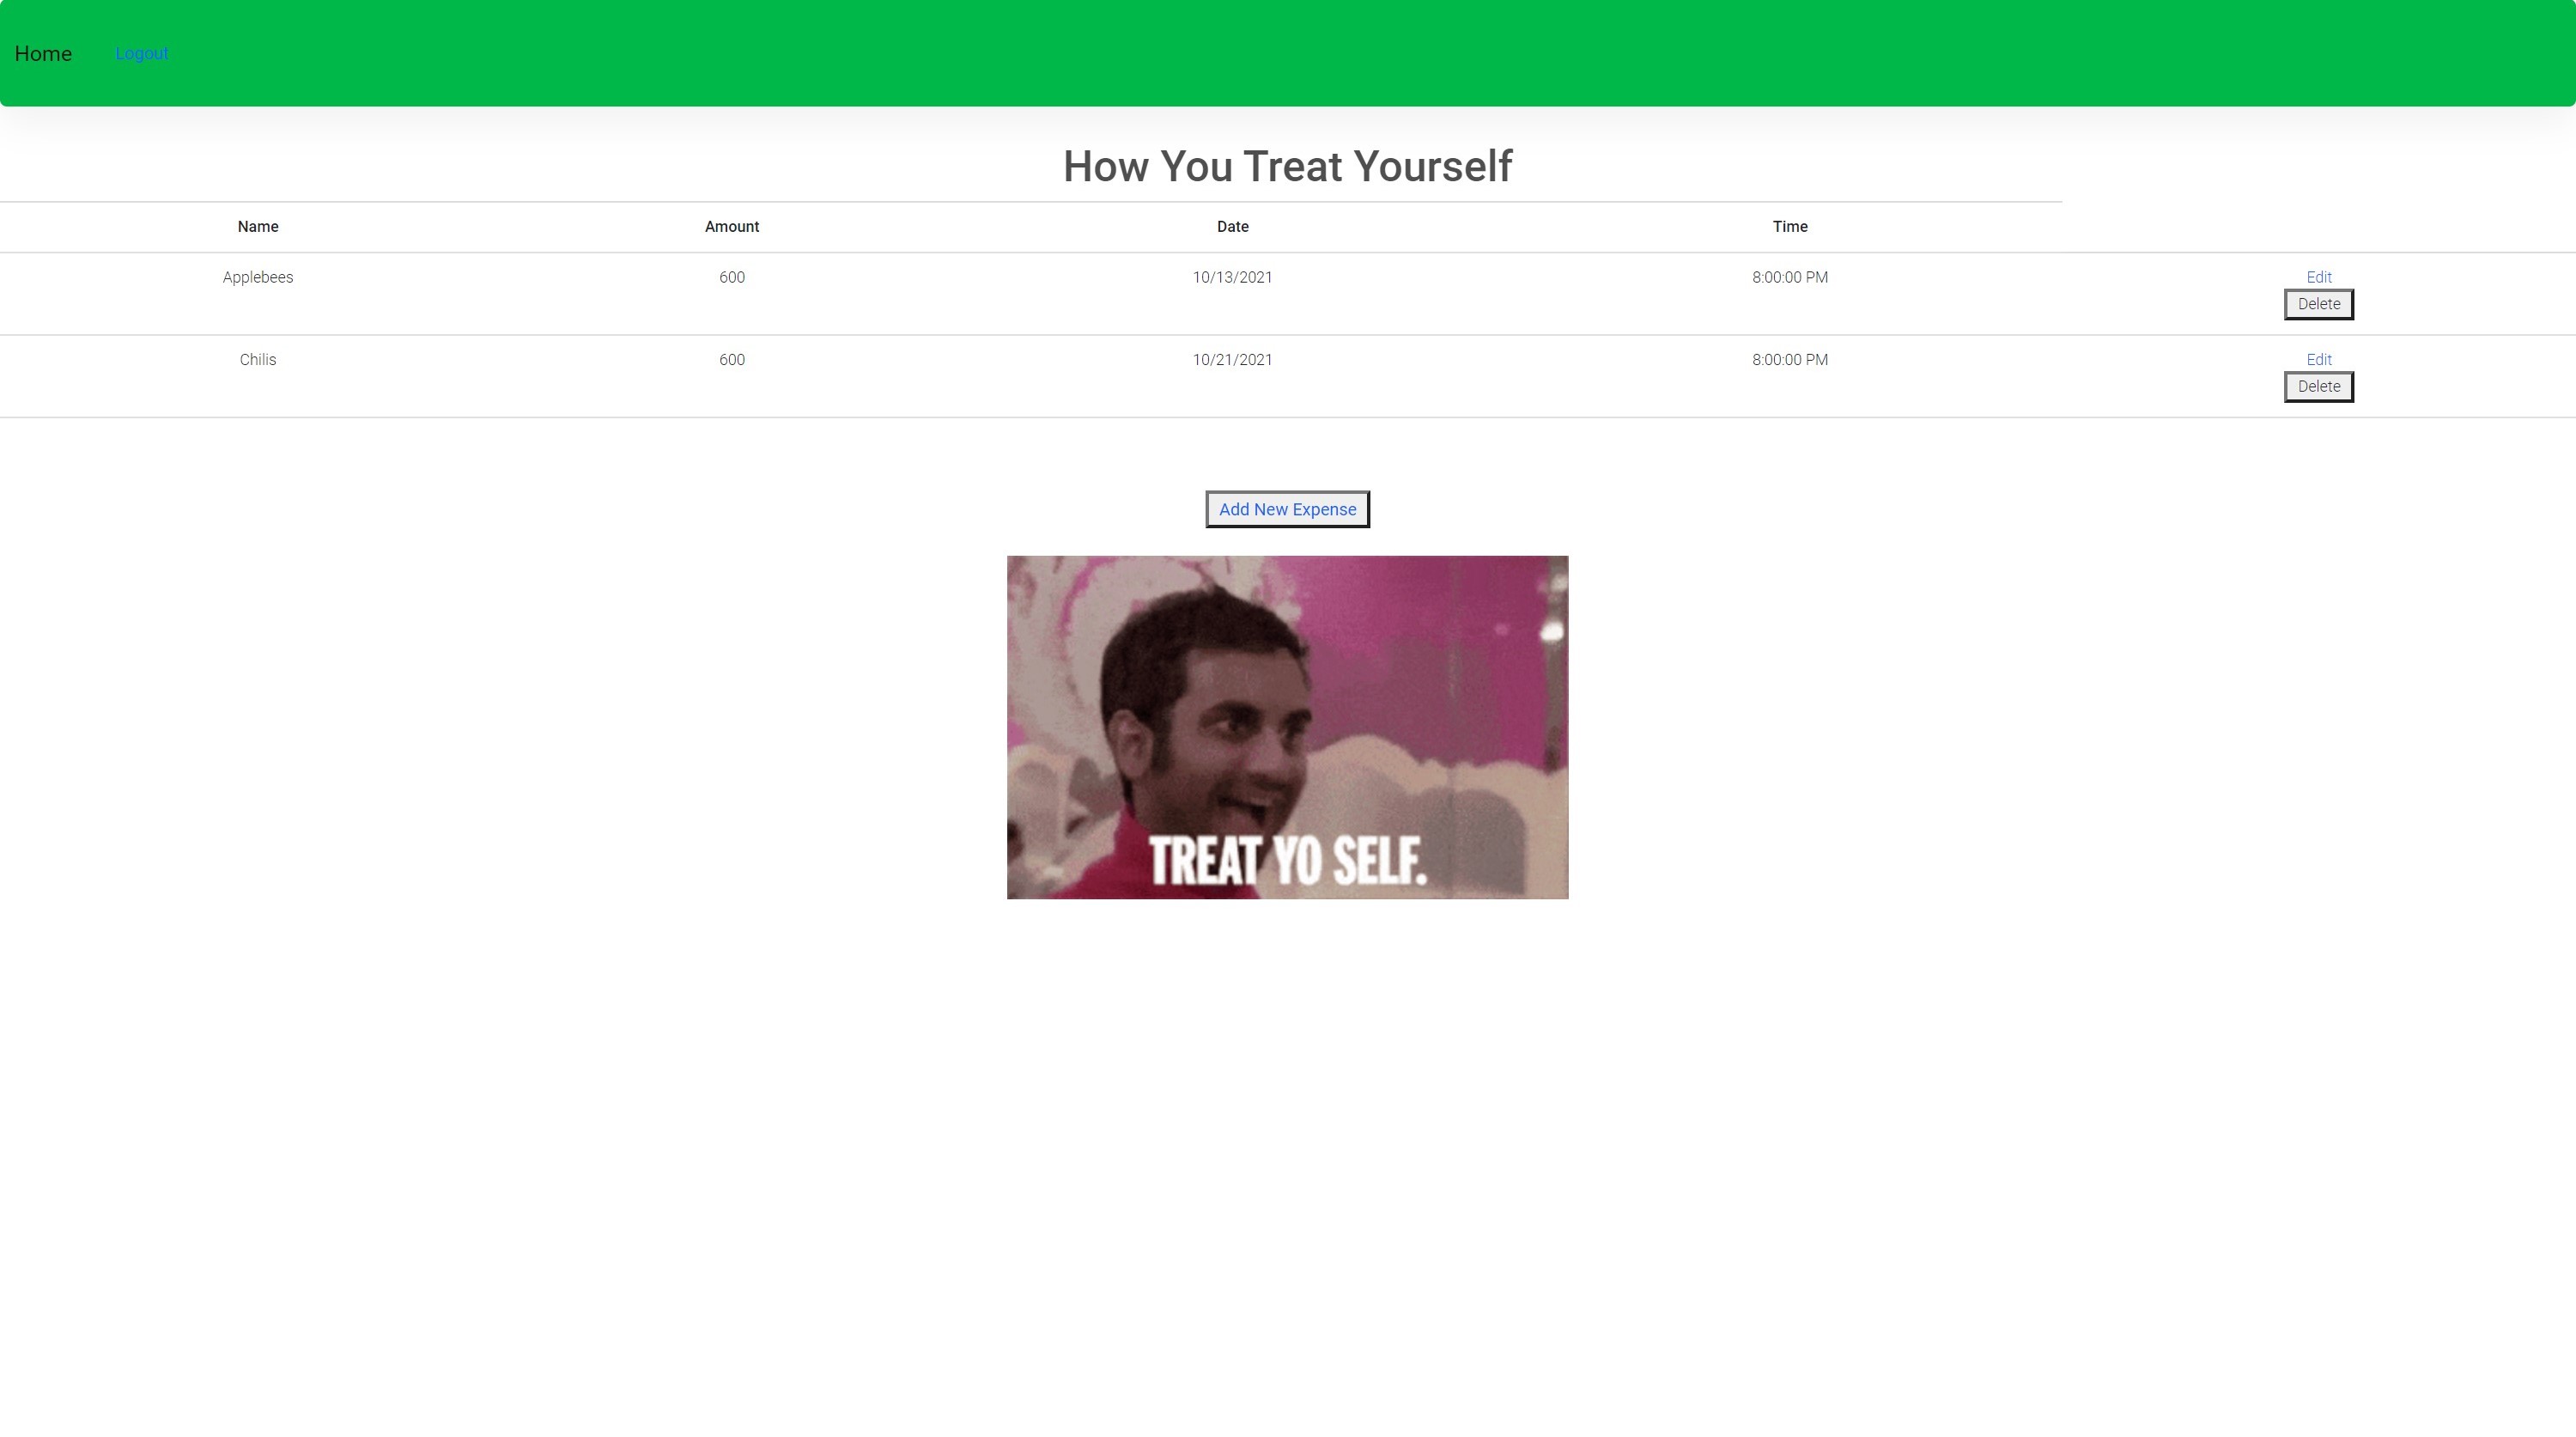 Home Logout
How You Treat Yourself
Name Amount Date Time
Applebees 600 10/13/2021 8:00:00 PM Edit
Delete
Chilis 600 10/21/2021 8:00:00 PM Edit
Delete
Add New Expense
TREAT YO SELF.